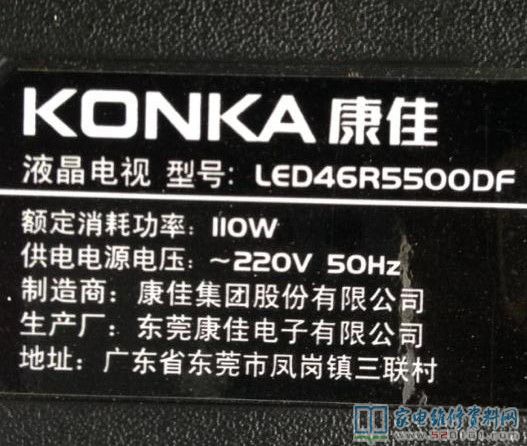 KONKA 康佳
液晶电视 型号: LED46R5500DF
额定消耗功率: 110W
供电电源电压: ~220V 50Hz
制造商: 康佳集团股份有限公司
生产厂: 东莞康佳电子有限公司
地址: 广东省东莞市凤岗镇三联村
家电维修资料网
www.520101.com